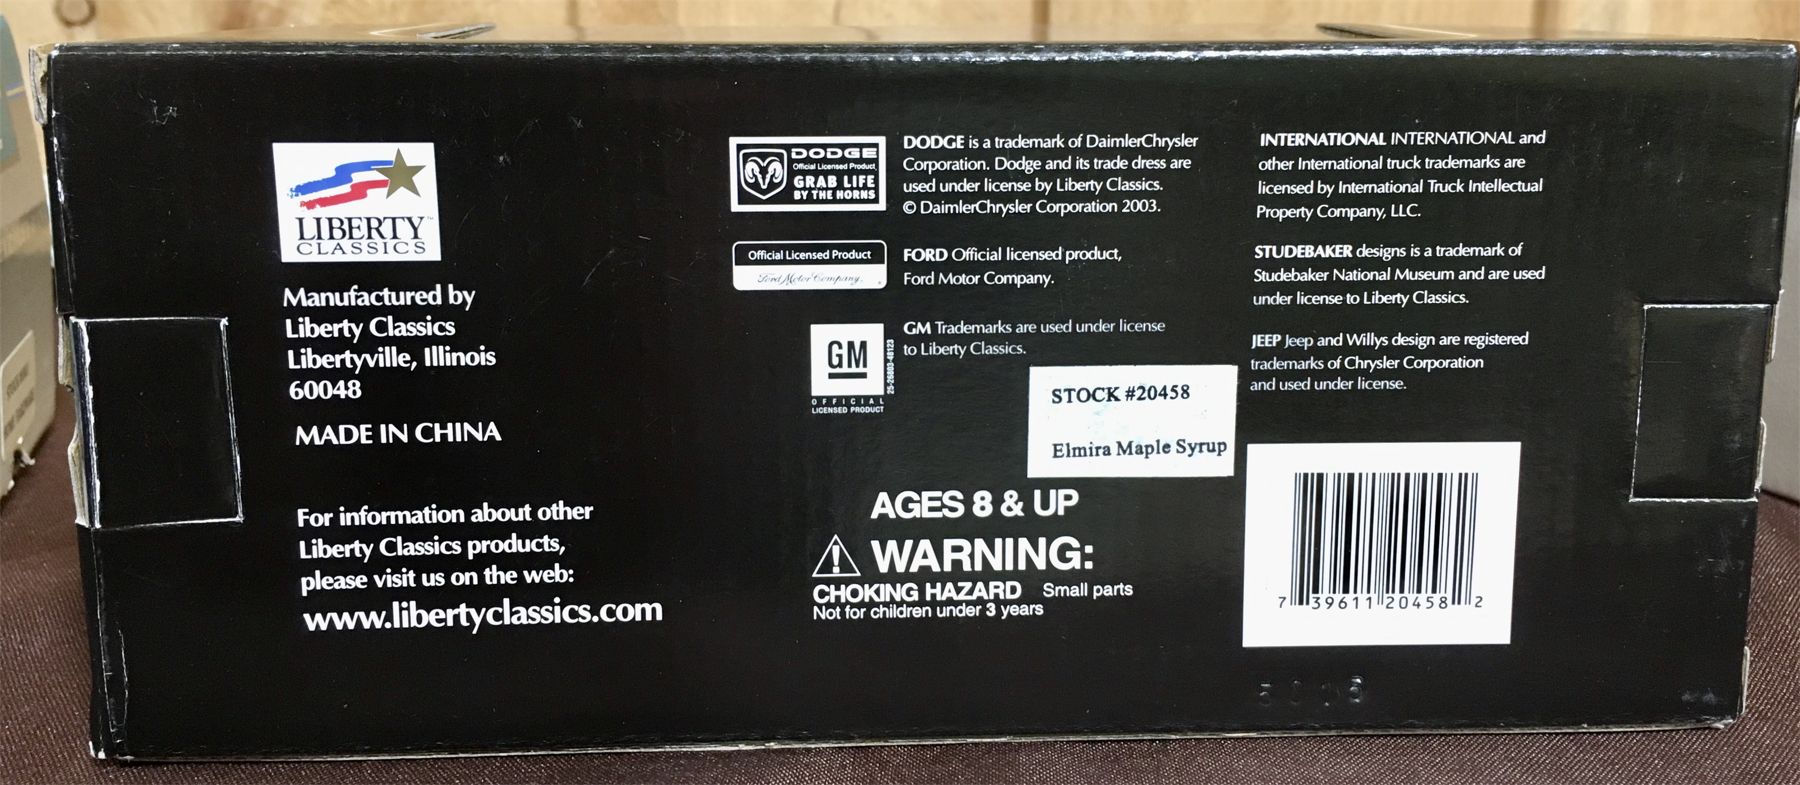 LIBERTY™
CLASSICS
Manufactured by
Liberty Classics
Libertyville, Illinois
60048
MADE IN CHINA
For information about other
Liberty Classics products,
please visit us on the web:
www.libertyclassics.com
DODGE
Official Licensed Product
GRAB LIFE
BY THE HORNS
DODGE is a trademark of DaimlerChrysler
Corporation. Dodge and its trade dress are
used under license by Liberty Classics.
© DaimlerChrysler Corporation 2003.
Official Licensed Product
Ford Motor Company
FORD Official licensed product,
Ford Motor Company.
GM
OFFICIAL
LICENSED PRODUCT
25-26803-48123
GM Trademarks are used under license
to Liberty Classics.
STOCK #20458
Elmira Maple Syrup
AGES 8 & UP
WARNING:
CHOKING HAZARD Small parts
Not for children under 3 years
INTERNATIONAL INTERNATIONAL and
other International truck trademarks are
licensed by International Truck Intellectual
Property Company, LLC.
STUDEBAKER designs is a trademark of
Studebaker National Museum and are used
under license to Liberty Classics.
JEEP Jeep and Willys design are registered
trademarks of Chrysler Corporation
and used under license.
7 39611 20458 2